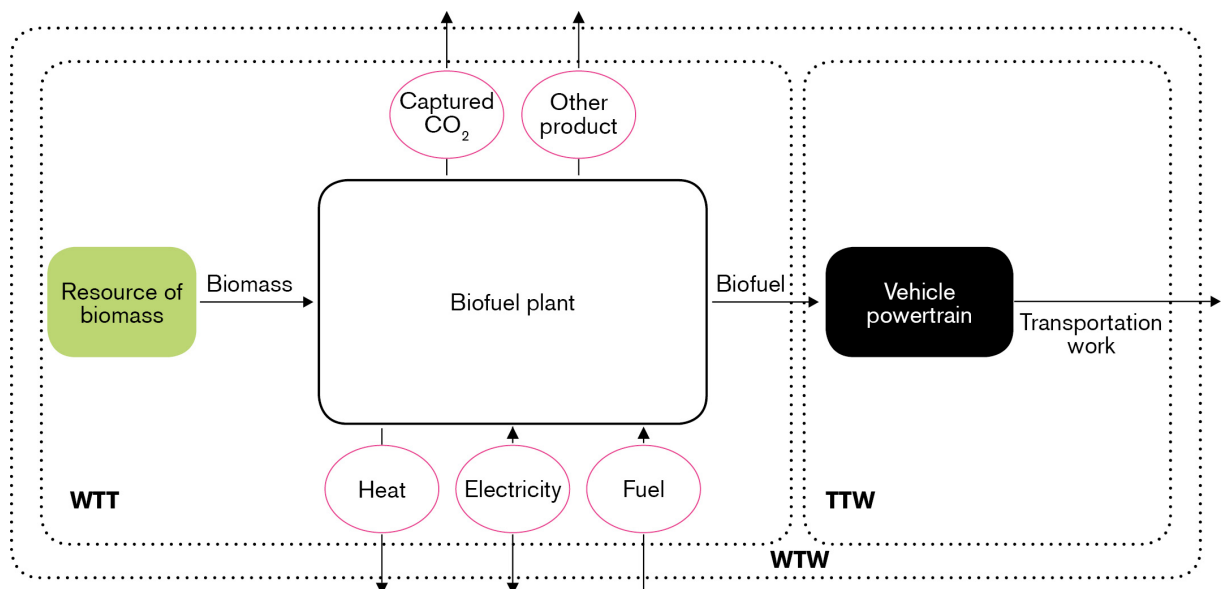 Captured
CO₂
Other
product
Resource of
biomass
Biomass
Biofuel plant
Biofuel
Vehicle
powertrain
Transportation
work
Heat
Electricity
Fuel
WTT
TTW
WTW